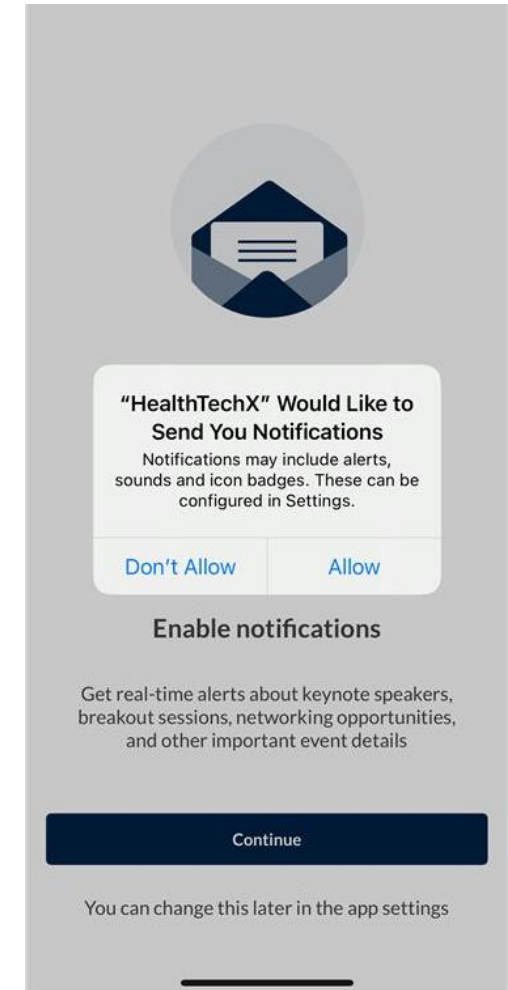 “HealthTechX” Would Like to
Send You Notifications
Notifications may include alerts,
sounds and icon badges. These can be
configured in Settings.
Don’t Allow
Allow
Enable notifications
Get real-time alerts about keynote speakers,
breakout sessions, networking opportunities,
and other important event details
Continue
You can change this later in the app settings